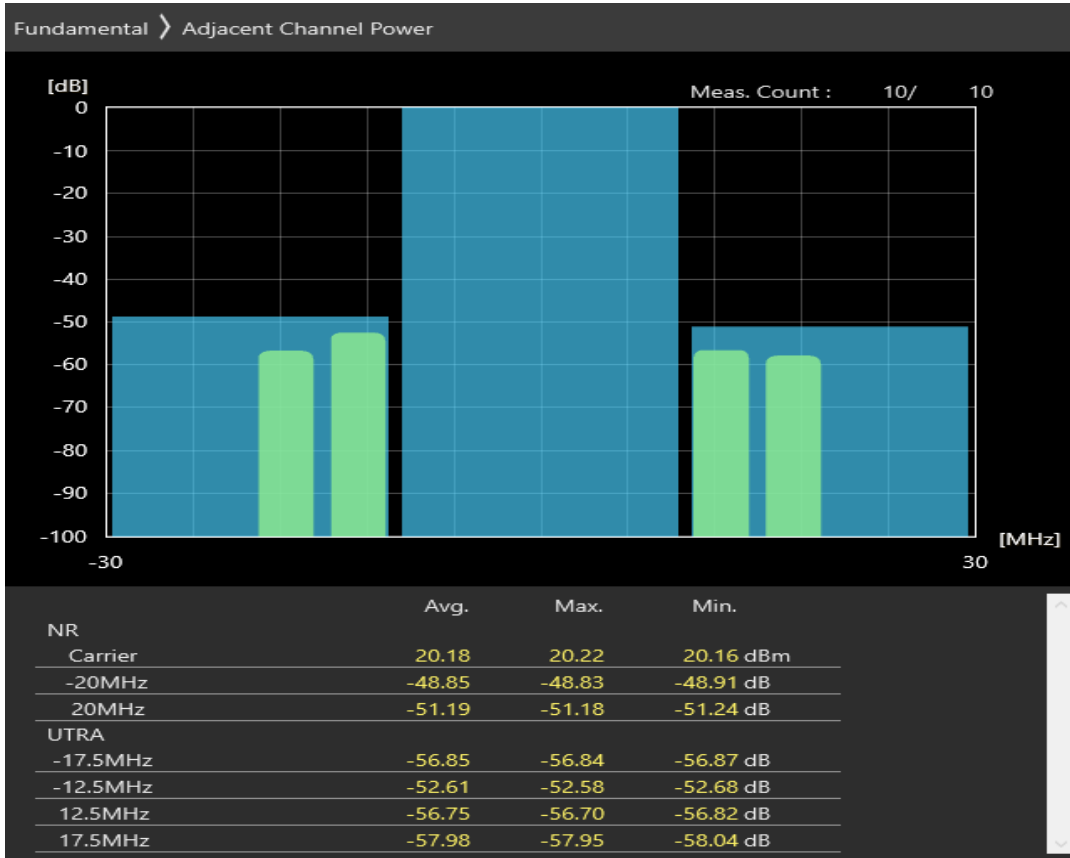 Fundamental ❯ Adjacent Channel Power
[dB]
Meas. Count : 10/ 10
0
-10
-20
-30
-40
-50
-60
-70
-80
-90
-100
[MHz]
-30 30
Avg. Max. Min.
NR
Carrier 20.18 20.22 20.16 dBm
-20MHz -48.85 -48.83 -48.91 dB
20MHz -51.19 -51.18 -51.24 dB
UTRA
-17.5MHz -56.85 -56.84 -56.87 dB
-12.5MHz -52.61 -52.58 -52.68 dB
12.5MHz -56.75 -56.70 -56.82 dB
17.5MHz -57.98 -57.95 -58.04 dB